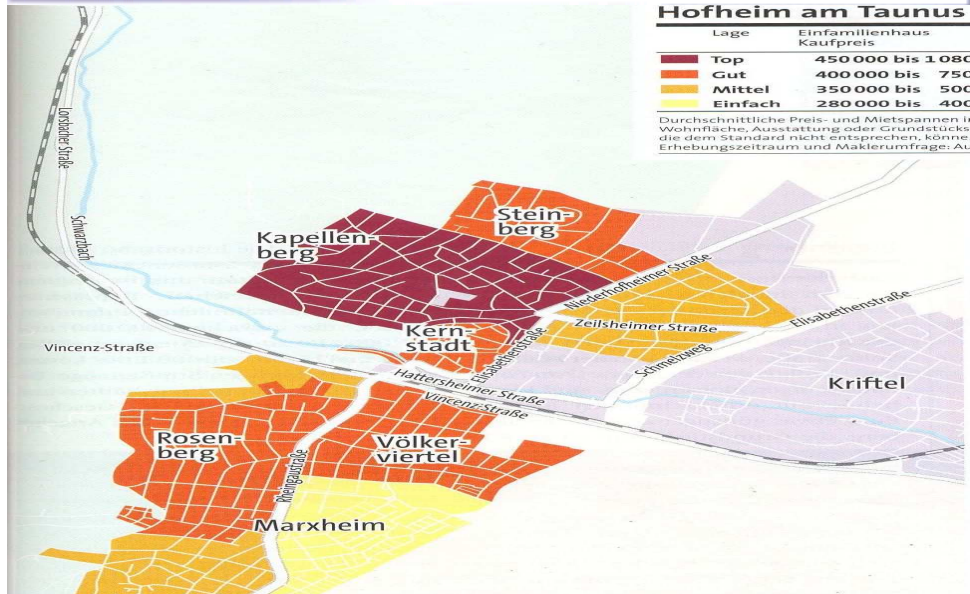 Hofheim am Taunus
Lage Einfamilienhaus
Kaufpreis
Top 450 000 bis 1 080
Gut 400 000 bis 750
Mittel 350 000 bis 500
Einfach 280 000 bis 400
Durchschnittliche Preis- und Mietspannen
Wohnfläche, Ausstattung oder Grundstücks
die dem Standard nicht entsprechen, könne
Erhebungszeitraum und Maklerumfrage: Au
Lorsbacher Straße
Schwarzbach
Stein-
berg
Kapellen-
berg
Niederhofheimer Straße
Zeilsheimer Straße
Elisabethenstraße
Kern-
stadt
Elisabethenstraße
Schmelzweg
Vincenz-Straße
Hattersheimer Straße
Vincenz-Straße
Kriftel
Rosen-
berg
Völker-
viertel
Rheingaustraße
Marxheim